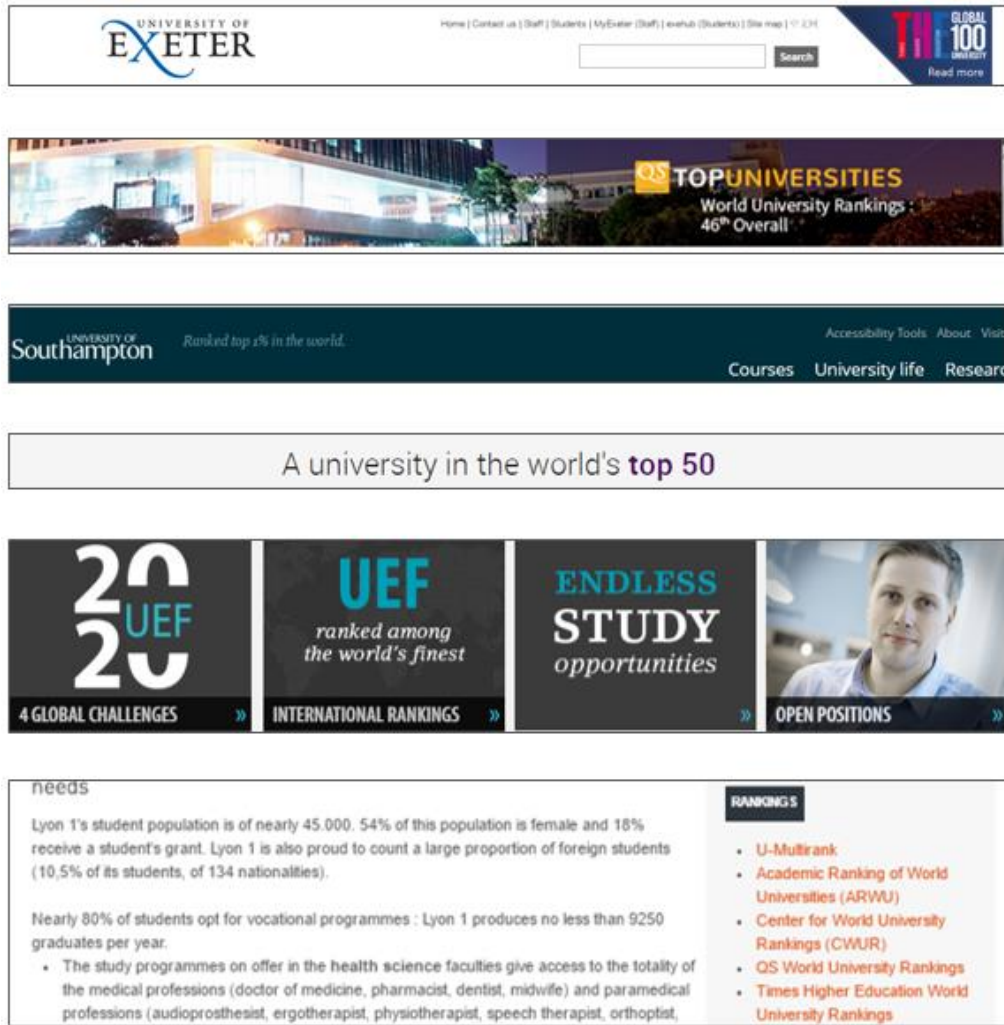 UNIVERSITY OF
EXETER
Home | Contact us | Staff | Students | MyExeter (Staff) | exehub (Students) | Site map |
Search
THE
GLOBAL
100
UNIVERSITY
Read more
QS TOPUNIVERSITIES
World University Rankings :
46th Overall
UNIVERSITY OF
Southampton
Ranked top 1% in the world.
Accessibility Tools About Visit
Courses University life Researc
A university in the world's top 50
20
UEF
20
4 GLOBAL CHALLENGES »
UEF
ranked among
the world's finest
INTERNATIONAL RANKINGS »
ENDLESS
STUDY
opportunities
»
OPEN POSITIONS »
needs
Lyon 1's student population is of nearly 45.000. 54% of this population is female and 18%
receive a student's grant. Lyon 1 is also proud to count a large proportion of foreign students
(10,5% of its students, of 134 nationalities).
Nearly 80% of students opt for vocational programmes : Lyon 1 produces no less than 9250
graduates per year.
• The study programmes on offer in the health science faculties give access to the totality of
the medical professions (doctor of medicine, pharmacist, dentist, midwife) and paramedical
professions (audioprosthesist, ergotherapist, physiotherapist, speech therapist, orthoptist,
RANKINGS
• U-Multirank
• Academic Ranking of World
Universities (ARWU)
• Center for World University
Rankings (CWUR)
• QS World University Rankings
• Times Higher Education World
University Rankings